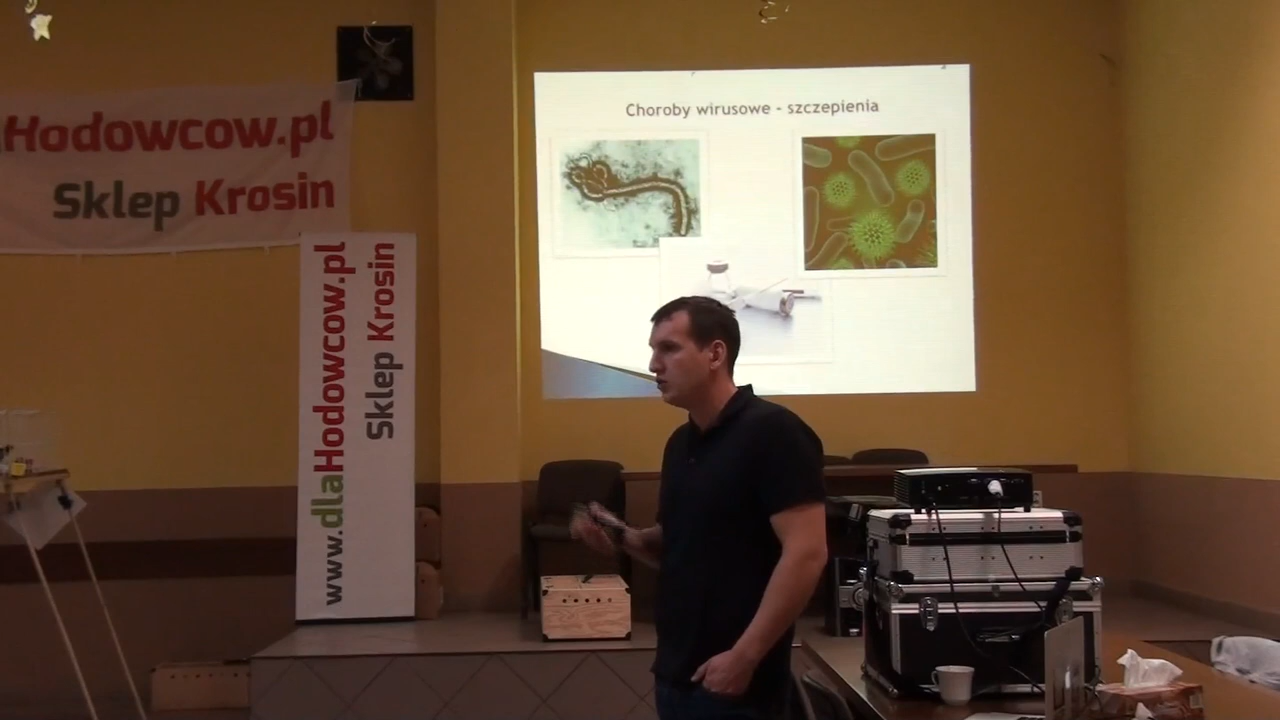 Hodowcow.pl
Sklep Krosin
www.dlaHodowcow.pl
Sklep Krosin
Choroby wirusowe - szczepienia